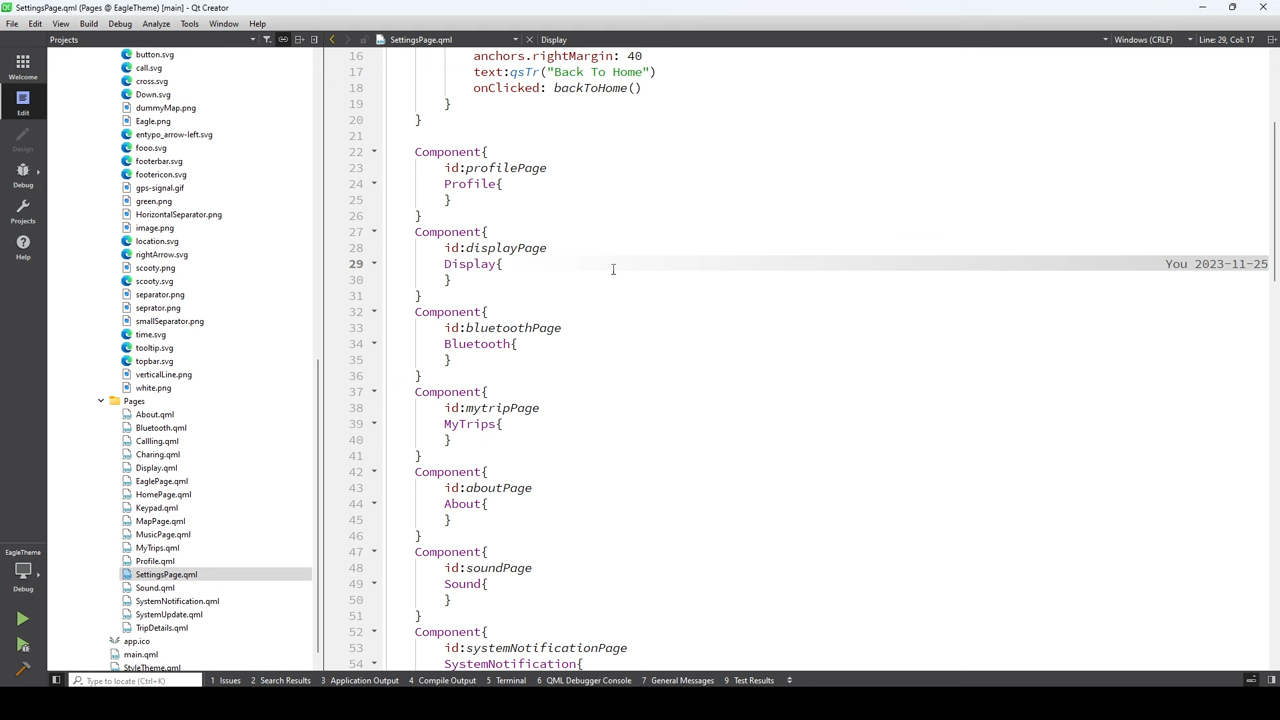 SettingsPage.qml (Pages @ EagleTheme) [main] - Qt Creator
File Edit View Build Debug Analyze Tools Window Help
Projects
SettingsPage.qml
Display
Windows (CRLF)
Line: 29, Col: 17
Welcome
Edit
Design
Debug
Projects
Help
EagleTheme
Debug
button.svg
call.svg
cross.svg
Down.svg
dummyMap.png
Eagle.png
entypo_arrow-left.svg
fooo.svg
footerbar.svg
footericon.svg
gps-signal.gif
green.png
HorizontalSeparator.png
image.png
location.svg
rightArrow.svg
scooty.png
scooty.svg
separator.png
seprator.png
smallSeparator.png
time.svg
tooltip.svg
topbar.svg
verticalLine.png
white.png
Pages
About.qml
Bluetooth.qml
Callling.qml
Charing.qml
Display.qml
EaglePage.qml
HomePage.qml
Keypad.qml
MapPage.qml
MusicPage.qml
MyTrips.qml
Profile.qml
SettingsPage.qml
Sound.qml
SystemNotification.qml
SystemUpdate.qml
TripDetails.qml
app.ico
main.qml
StyleTheme.qml
16 anchors.rightMargin: 40
17 text:qsTr("Back To Home")
18 onClicked: backToHome()
19 }
20 }
21
22 Component{
23 id:profilePage
24 Profile{
25 }
26 }
27 Component{
28 id:displayPage
29 Display{ You 2023-11-25
30 }
31 }
32 Component{
33 id:bluetoothPage
34 Bluetooth{
35 }
36 }
37 Component{
38 id:mytripPage
39 MyTrips{
40 }
41 }
42 Component{
43 id:aboutPage
44 About{
45 }
46 }
47 Component{
48 id:soundPage
49 Sound{
50 }
51 }
52 Component{
53 id:systemNotificationPage
54 SystemNotification{
Type to locate (Ctrl+K)
1 Issues 2 Search Results 3 Application Output 4 Compile Output 5 Terminal 6 QML Debugger Console 7 General Messages 9 Test Results